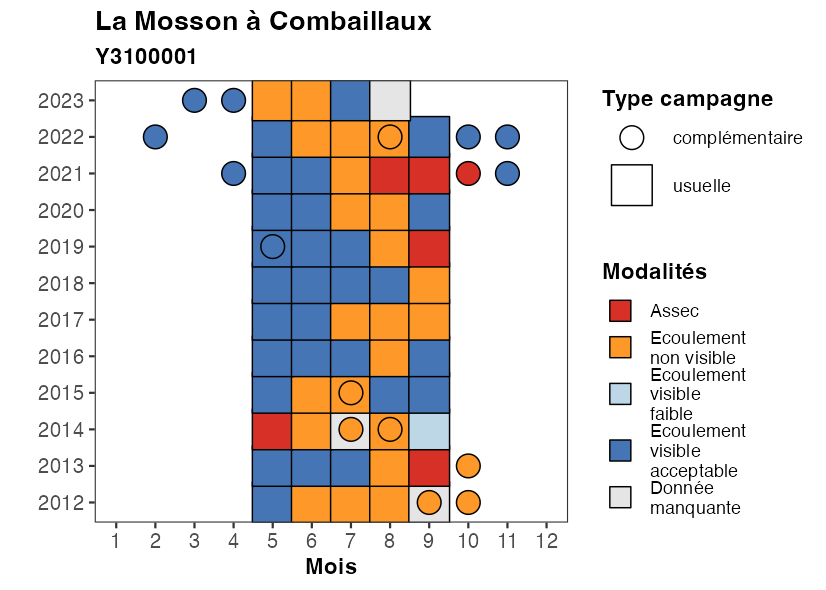 La Mosson à Combaillaux
Y3100001
2023
2022
2021
2020
2019
2018
2017
2016
2015
2014
2013
2012
1 2 3 4 5 6 7 8 9 10 11 12
Mois
Type campagne
complémentaire
usuelle
Modalités
Assec
Ecoulement
non visible
Ecoulement
visible
faible
Ecoulement
visible
acceptable
Donnée
manquante